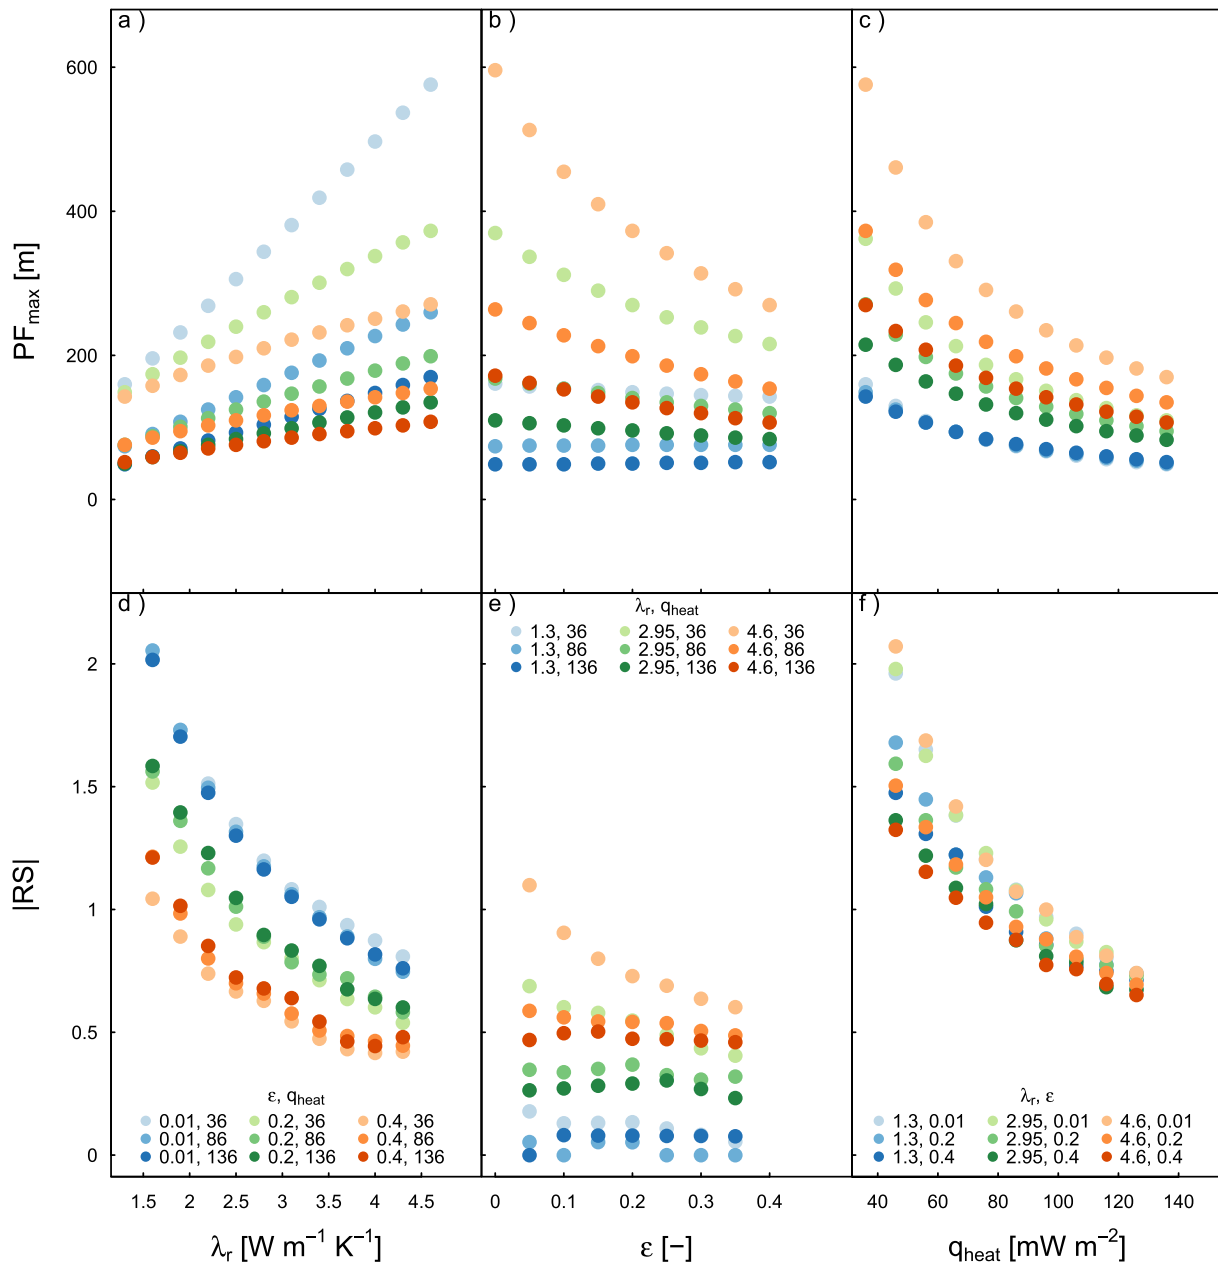 a )
b )
c )
600
400
200
0
PFmax [m]
d )
e )
f )
λr, qheat
1.3, 36
2.95, 36
4.6, 36
1.3, 86
2.95, 86
4.6, 86
1.3, 136
2.95, 136
4.6, 136
2
1.5
1
0.5
0
|RS|
ε, qheat
0.01, 36
0.2, 36
0.4, 36
0.01, 86
0.2, 86
0.4, 86
0.01, 136
0.2, 136
0.4, 136
λr, ε
1.3, 0.01
2.95, 0.01
4.6, 0.01
1.3, 0.2
2.95, 0.2
4.6, 0.2
1.3, 0.4
2.95, 0.4
4.6, 0.4
1.5 2 2.5 3 3.5 4 4.5
0 0.1 0.2 0.3 0.4
40 60 80 100 120 140
λr [W m−1 K−1]
ε [−]
qheat [mW m−2]